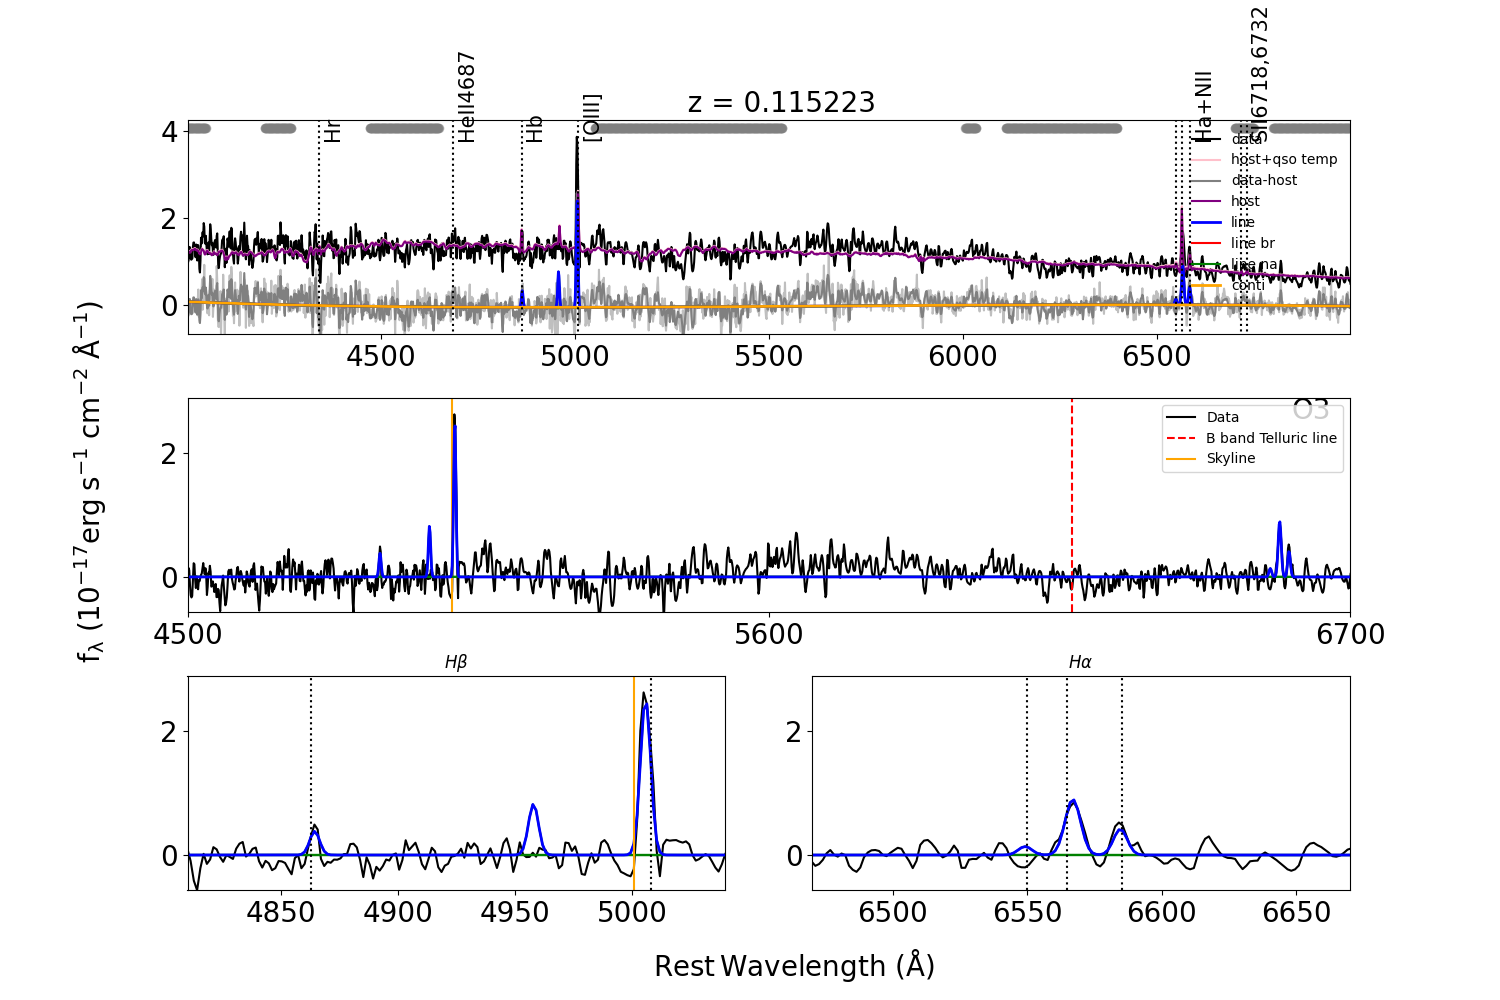 z = 0.115223
Hr
HeII4687
Hb
[OIII]
Ha+NII
SII6718,6732
data
host+qso temp
data-host
host
line
line br
line na
conti
4
2
0
4500 5000 5500 6000 6500
O3
Data
B band Telluric line
Skyline
2
0
4500 5600 6700
fλ (10⁻¹⁷erg s⁻¹ cm⁻² Å⁻¹)
Hβ
2
0
4850 4900 4950 5000
Hα
2
0
6500 6550 6600 6650
Rest Wavelength (Å)